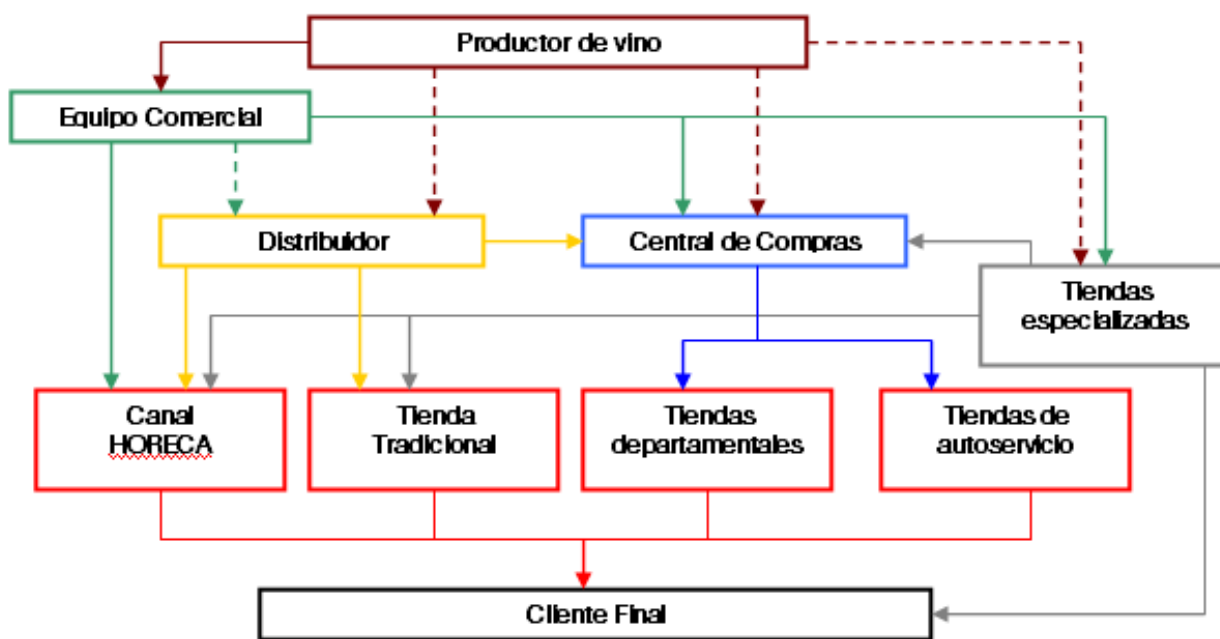 Productor de vino
Equipo Comercial
Distribuidor
Central de Compras
Tiendas
especializadas
Canal
HORECA
Tienda
Tradicional
Tiendas
departamentales
Tiendas de
autoservicio
Cliente Final